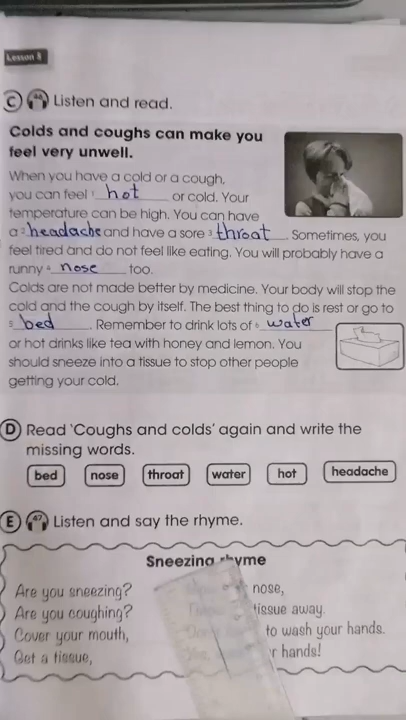 Lesson 8
C Listen and read.
Colds and coughs can make you
feel very unwell.
When you have a cold or a cough,
you can feel 1 hot or cold. Your
temperature can be high. You can have
a 2 headache and have a sore 3 throat. Sometimes, you
feel tired and do not feel like eating. You will probably have a
runny 4 nose too.
Colds are not made better by medicine. Your body will stop the
cold and the cough by itself. The best thing to do is rest or go to
5 bed. Remember to drink lots of 6 water
or hot drinks like tea with honey and lemon. You
should sneeze into a tissue to stop other people
getting your cold.
D Read 'Coughs and colds' again and write the
missing words.
bed nose throat water hot headache
E 47 Listen and say the rhyme.
Sneezing rhyme
Are you sneezing?
Are you coughing?
Cover your mouth,
Get a tissue,
nose,
tissue away.
to wash your hands.
hands!